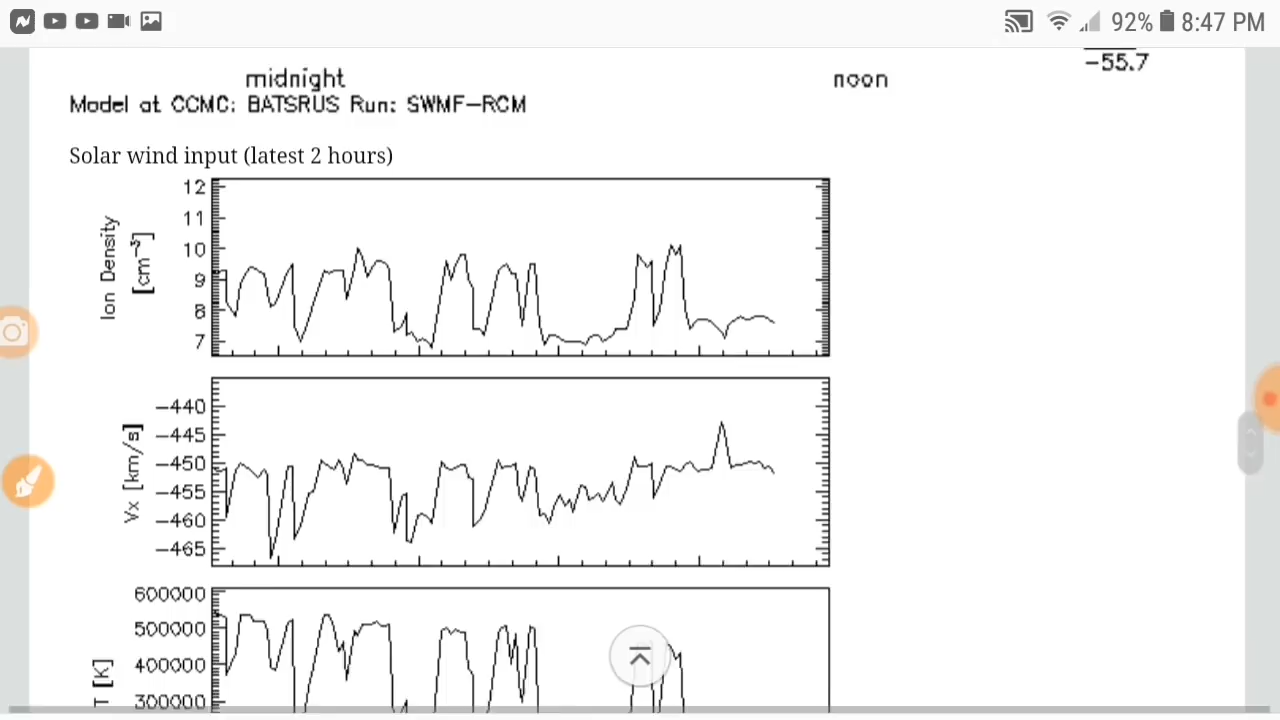 92% 8:47 PM
-55.7
midnight noon
Model at CCMC: BATSRUS Run: SWMF-RCM
Solar wind input (latest 2 hours)
12
11
10
9
8
7
Ion Density
[cm⁻³]
-440
-445
-450
-455
-460
-465
Vx [km/s]
600000
500000
400000
300000
T [K]